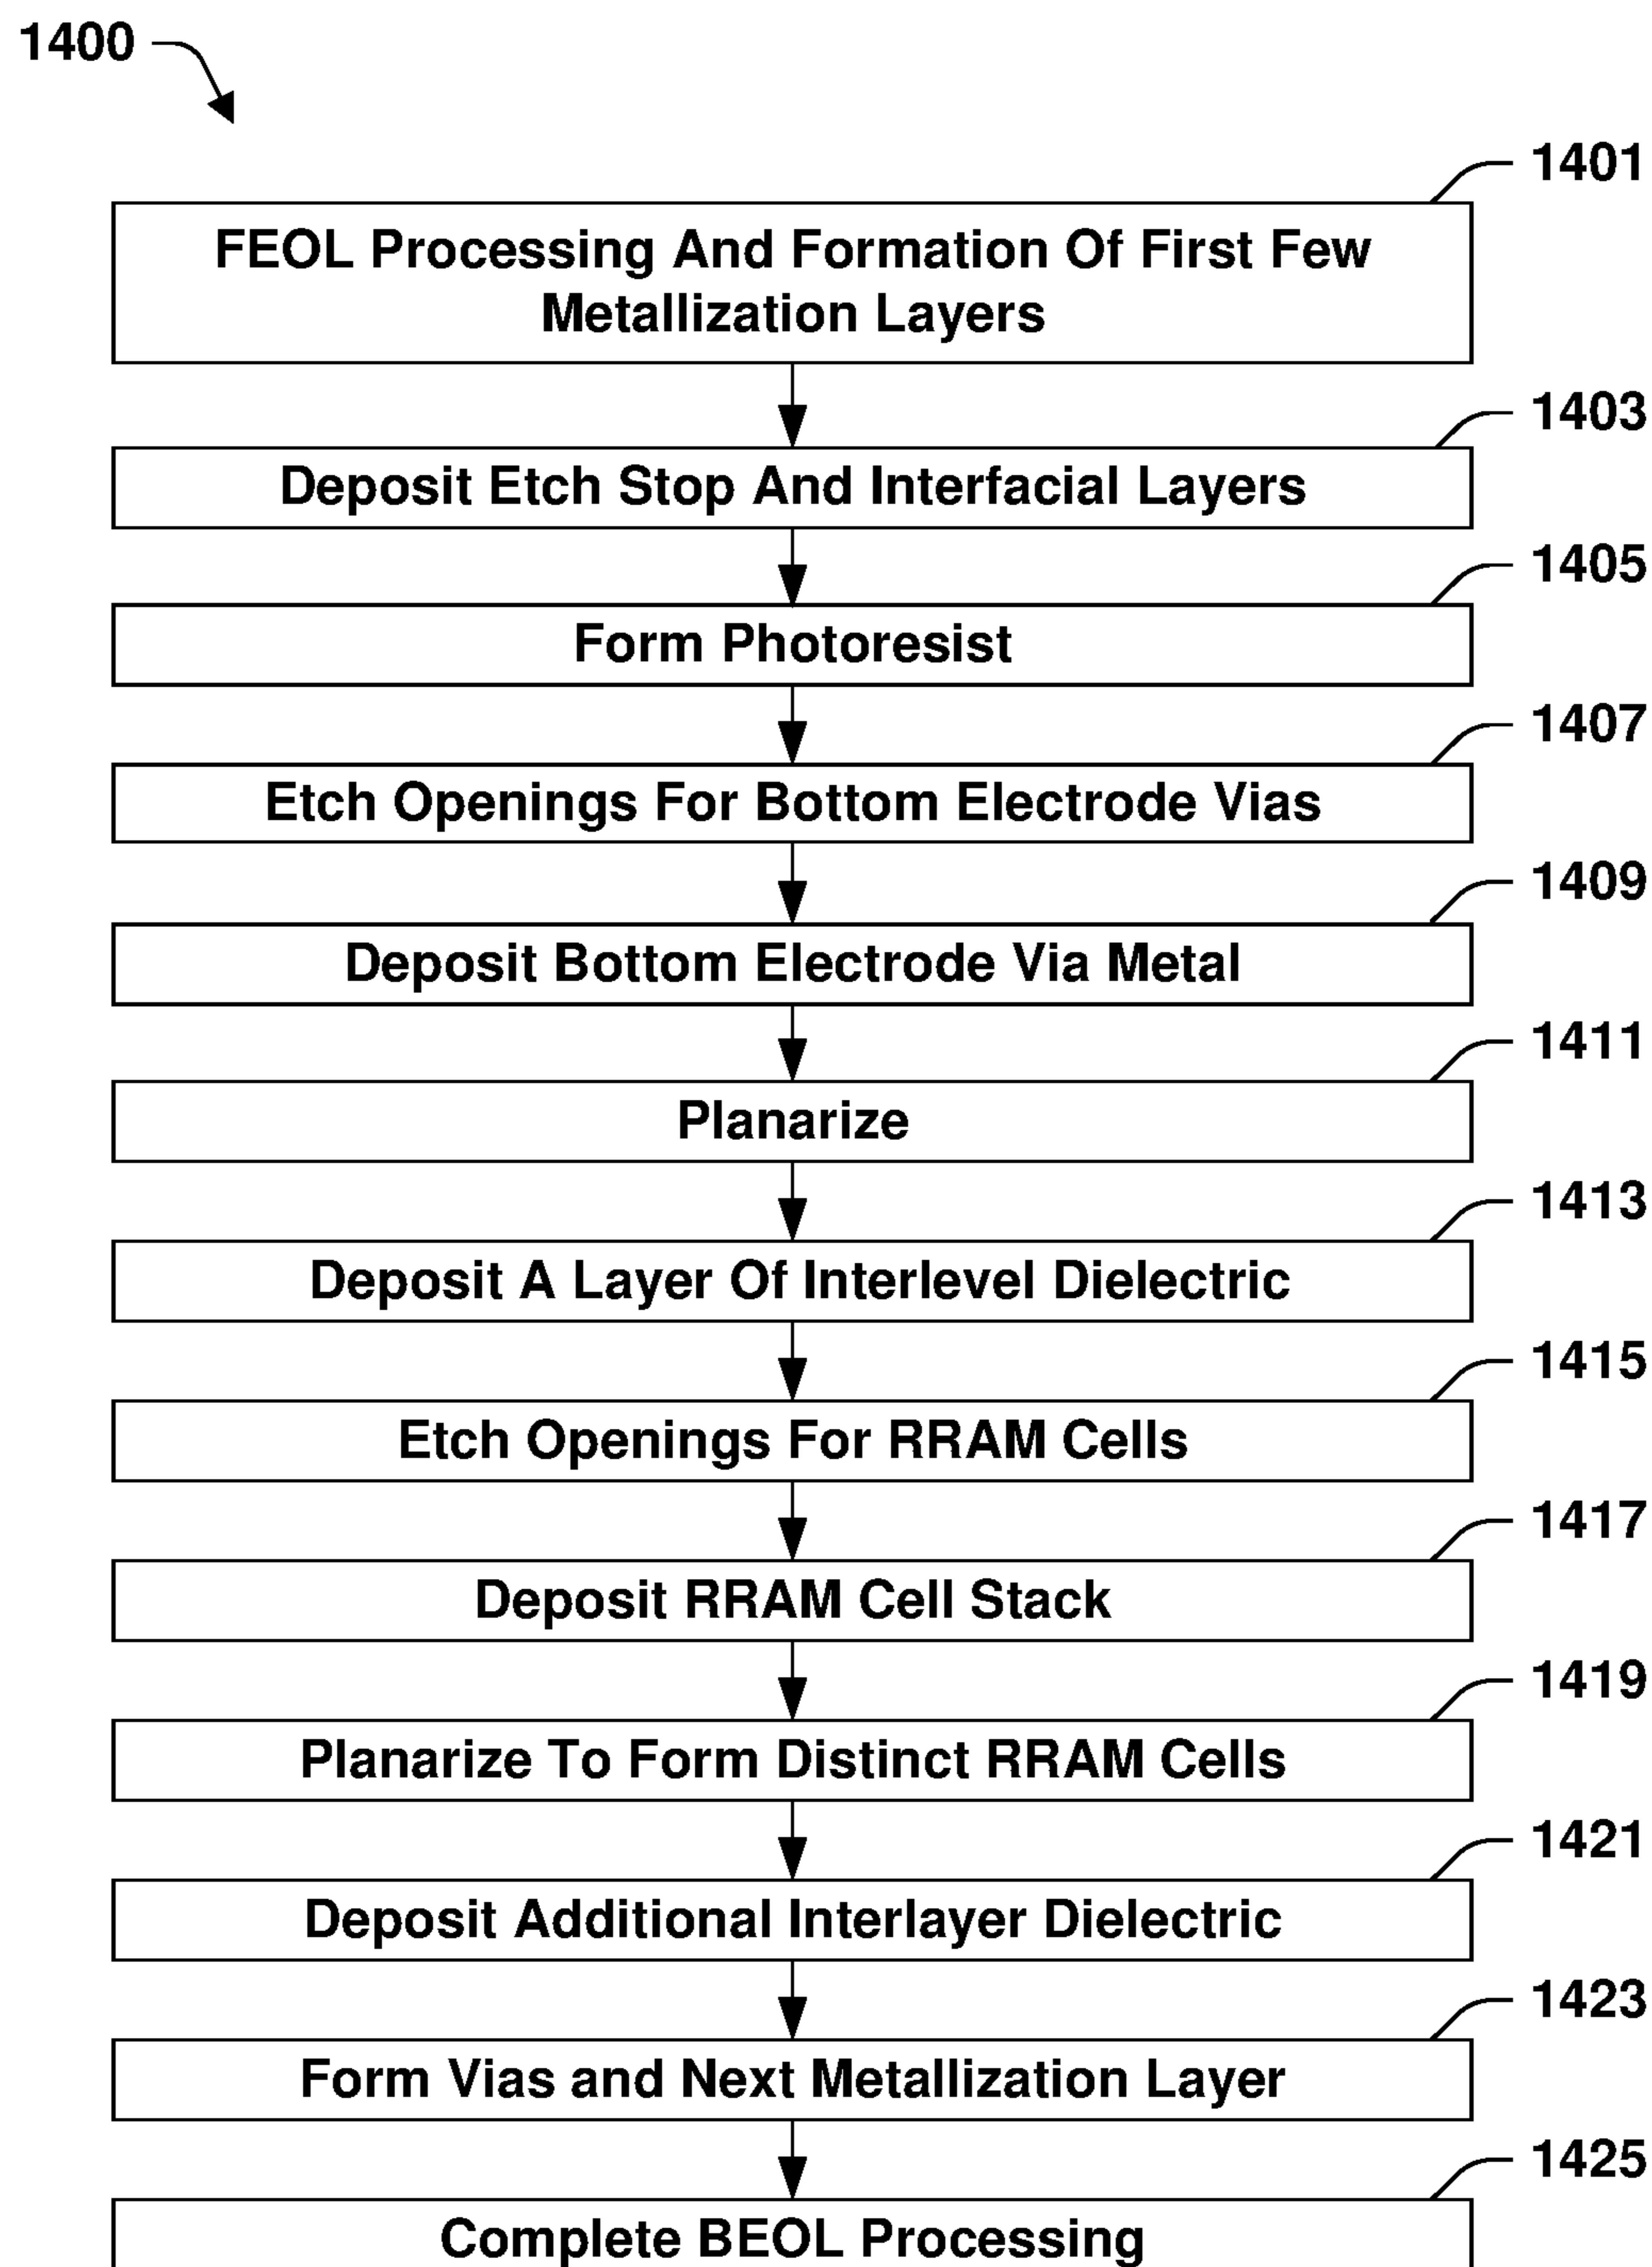 1400
1401
FEOL Processing And Formation Of First Few
Metallization Layers
1403
Deposit Etch Stop And Interfacial Layers
1405
Form Photoresist
1407
Etch Openings For Bottom Electrode Vias
1409
Deposit Bottom Electrode Via Metal
1411
Planarize
1413
Deposit A Layer Of Interlevel Dielectric
1415
Etch Openings For RRAM Cells
1417
Deposit RRAM Cell Stack
1419
Planarize To Form Distinct RRAM Cells
1421
Deposit Additional Interlayer Dielectric
1423
Form Vias and Next Metallization Layer
1425
Complete BEOL Processing